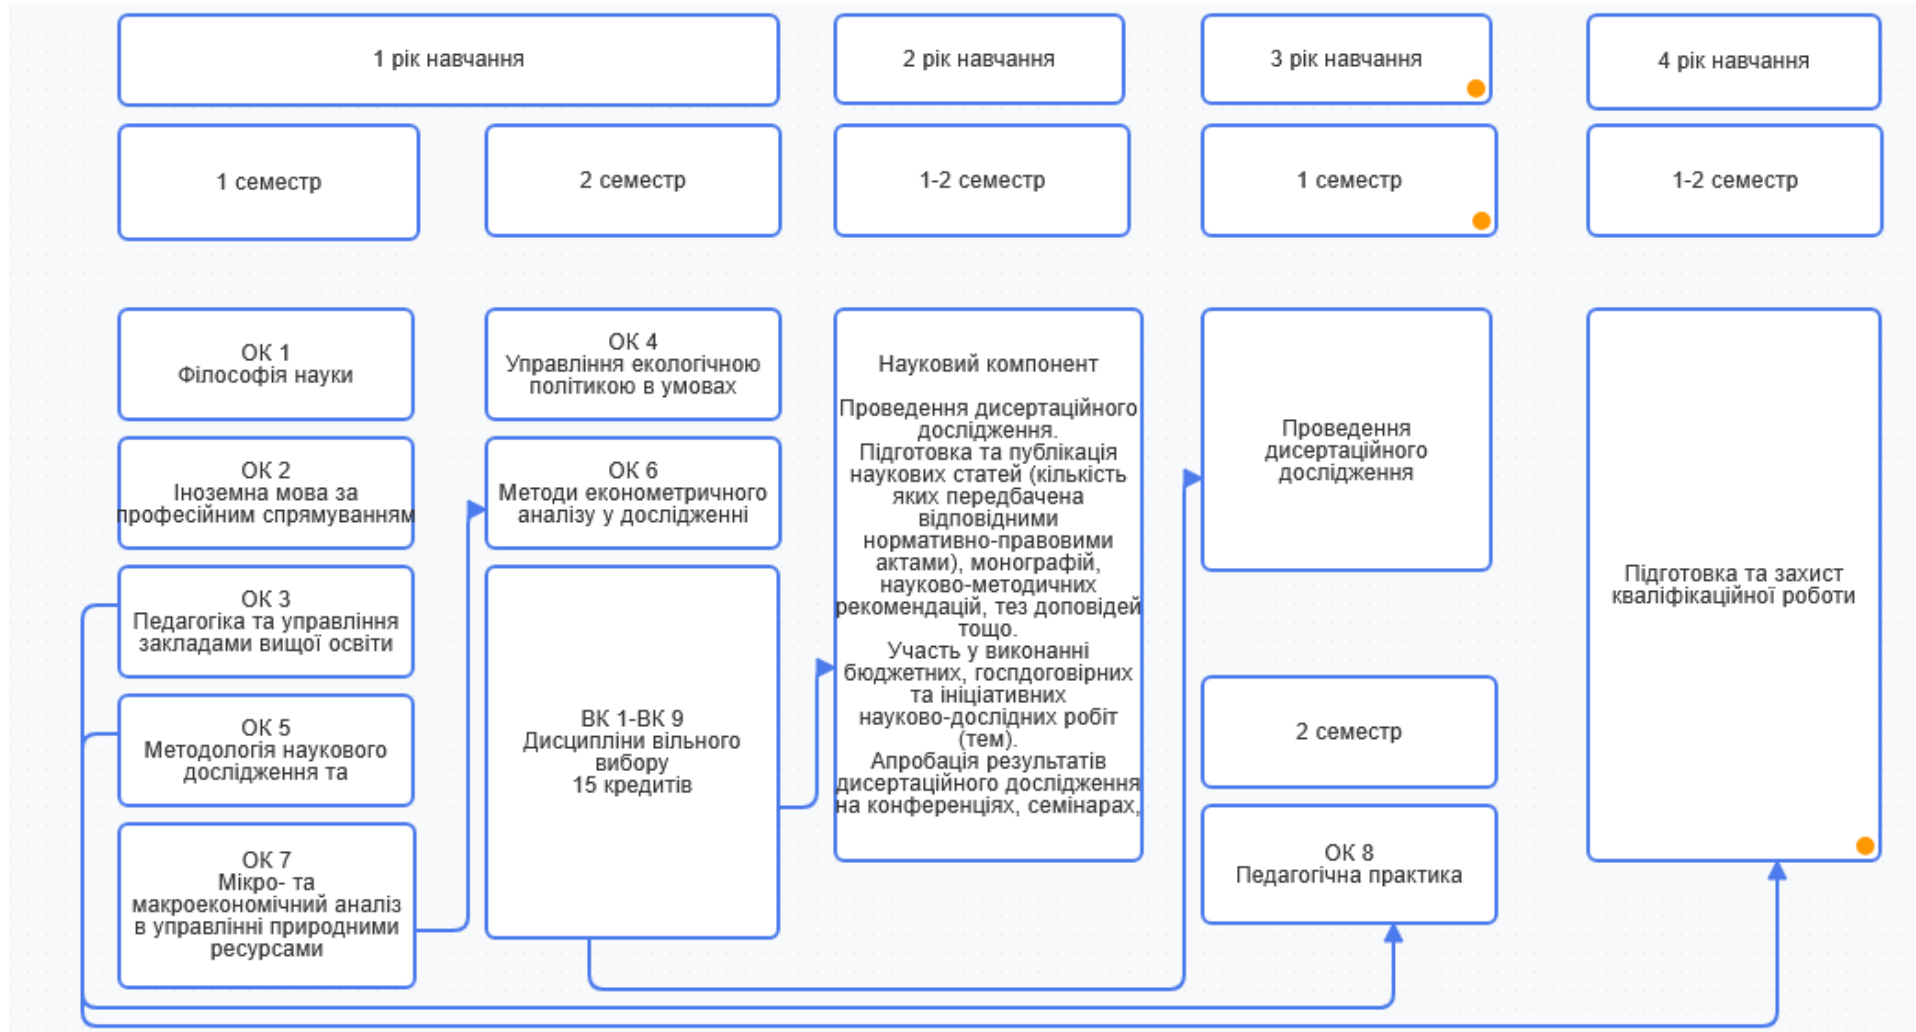 1 рік навчання
2 рік навчання
3 рік навчання
4 рік навчання
1 семестр
2 семестр
1-2 семестр
1 семестр
1-2 семестр
ОК 1
Філософія науки
ОК 2
Іноземна мова за
професійним спрямуванням
ОК 3
Педагогіка та управління
закладами вищої освіти
ОК 5
Методологія наукового
дослідження та
ОК 7
Мікро- та
макроекономічний аналіз
в управлінні природними
ресурсами
ОК 4
Управління екологічною
політикою в умовах
ОК 6
Методи економетричного
аналізу у дослідженні
ВК 1-ВК 9
Дисципліни вільного
вибору
15 кредитів
Науковий компонент
Проведення дисертаційного
дослідження.
Підготовка та публікація
наукових статей (кількість
яких передбачена
відповідними
нормативно-правовими
актами), монографій,
науково-методичних
рекомендацій, тез доповідей
тощо.
Участь у виконанні
бюджетних, госпдоговірних
та ініціативних
науково-дослідних робіт
(тем).
Апробація результатів
дисертаційного дослідження
на конференціях, семінарах,
Проведення
дисертаційного
дослідження
2 семестр
ОК 8
Педагогічна практика
Підготовка та захист
кваліфікаційної роботи